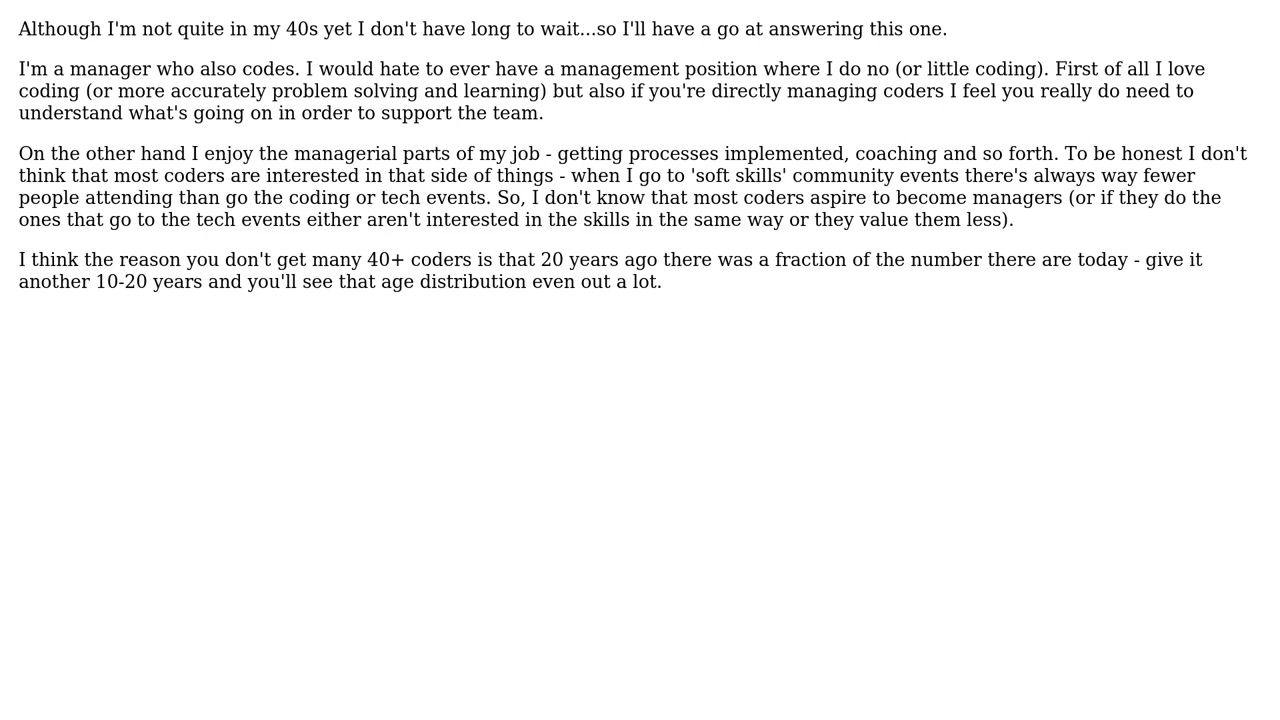 Although I'm not quite in my 40s yet I don't have long to wait...so I'll have a go at answering this one.
I'm a manager who also codes. I would hate to ever have a management position where I do no (or little coding). First of all I love
coding (or more accurately problem solving and learning) but also if you're directly managing coders I feel you really do need to
understand what's going on in order to support the team.
On the other hand I enjoy the managerial parts of my job - getting processes implemented, coaching and so forth. To be honest I don't
think that most coders are interested in that side of things - when I go to 'soft skills' community events there's always way fewer
people attending than go the coding or tech events. So, I don't know that most coders aspire to become managers (or if they do the
ones that go to the tech events either aren't interested in the skills in the same way or they value them less).
I think the reason you don't get many 40+ coders is that 20 years ago there was a fraction of the number there are today - give it
another 10-20 years and you'll see that age distribution even out a lot.